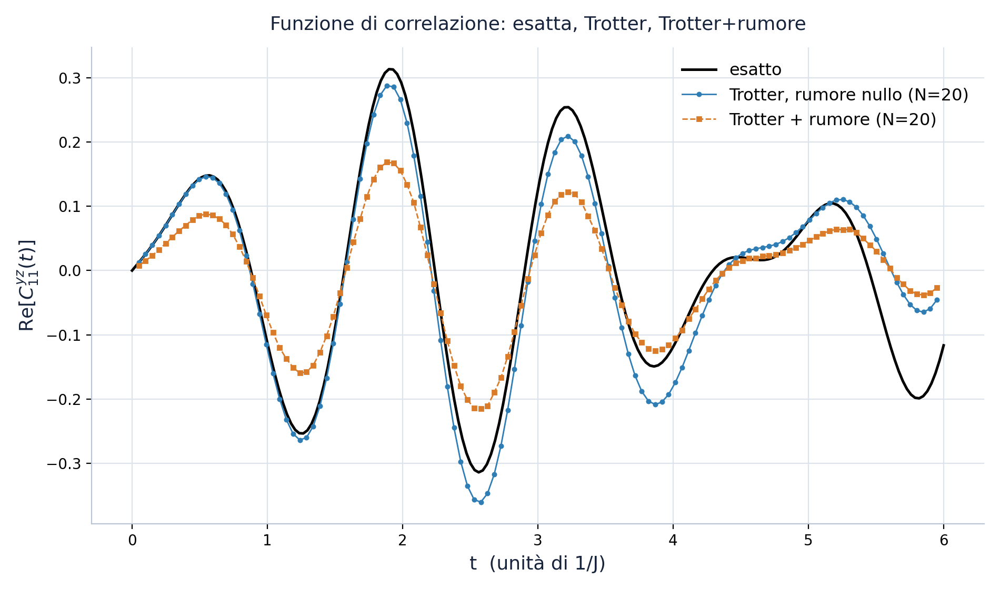 Funzione di correlazione: esatta, Trotter, Trotter+rumore
esatto
Trotter, rumore nullo (N=20)
Trotter + rumore (N=20)
Re[C₁₁ʸᶻ(t)]
0.3
0.2
0.1
0.0
−0.1
−0.2
−0.3
0 1 2 3 4 5 6
t (unità di 1/J)